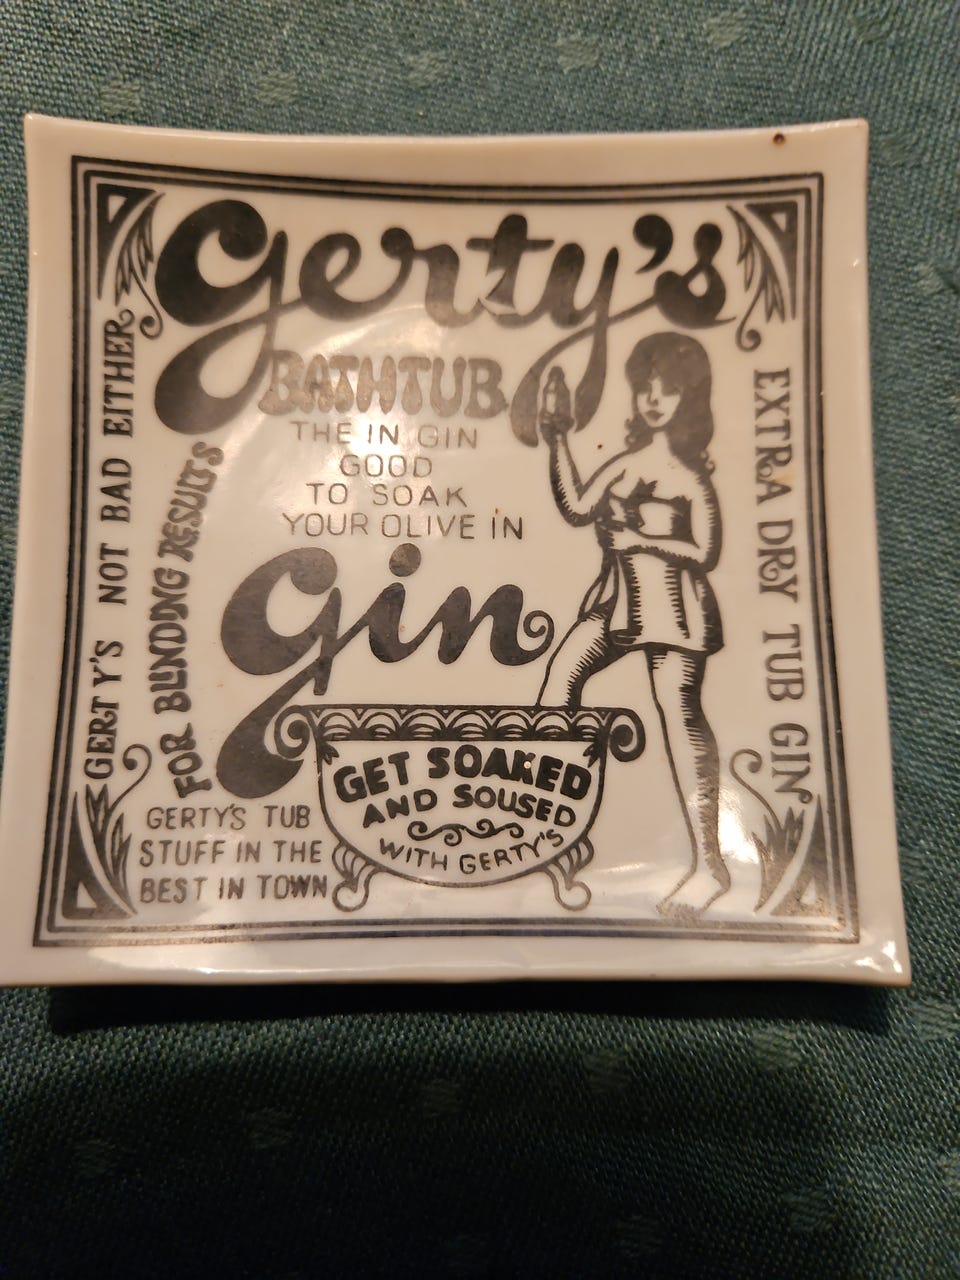 Gerty's
BATHTUB
THE IN GIN
GOOD
TO SOAK
YOUR OLIVE IN
Gin
GERTY'S NOT BAD EITHER
FOR BLINDING RESULTS
EXTRA DRY TUB GIN
GET SOAKED
AND SOUSED
WITH GERTY'S
GERTY'S TUB
STUFF IN THE
BEST IN TOWN